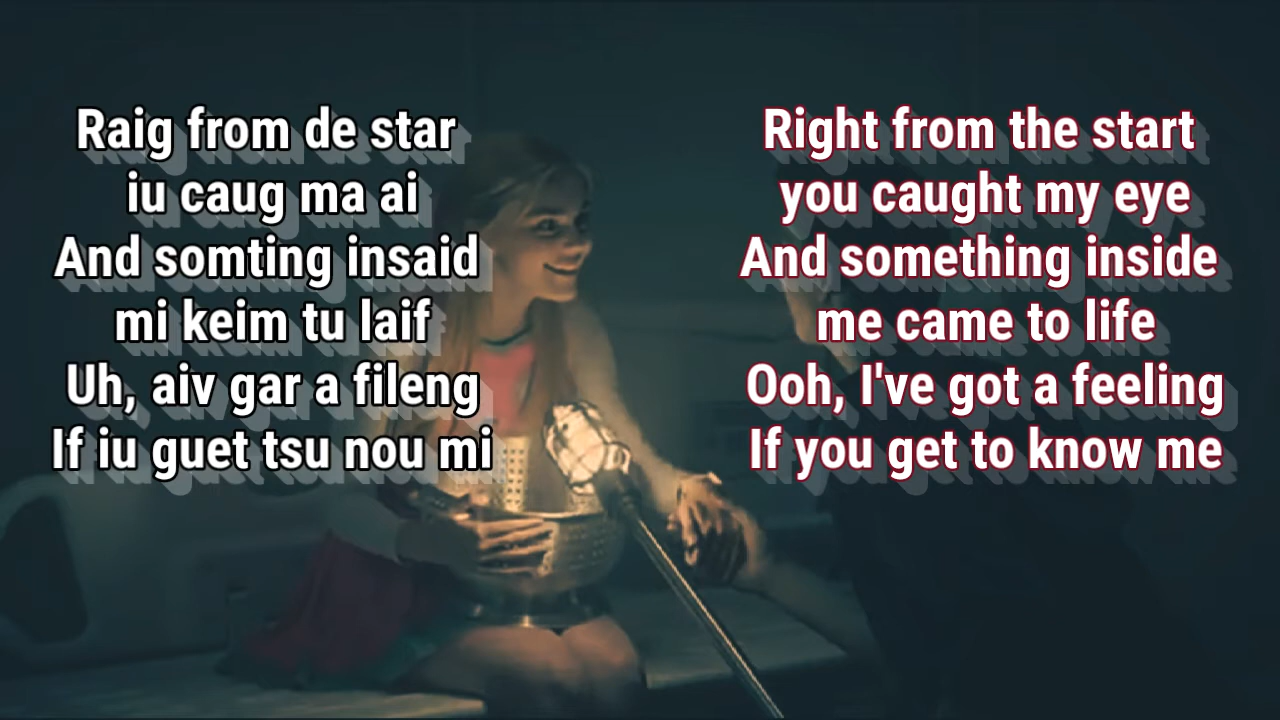 Raig from de star
iu caug ma ai
And somting insaid
mi keim tu laif
Uh, aiv gar a fileng
If iu guet tsu nou mi
Right from the start
you caught my eye
And something inside
me came to life
Ooh, I've got a feeling
If you get to know me